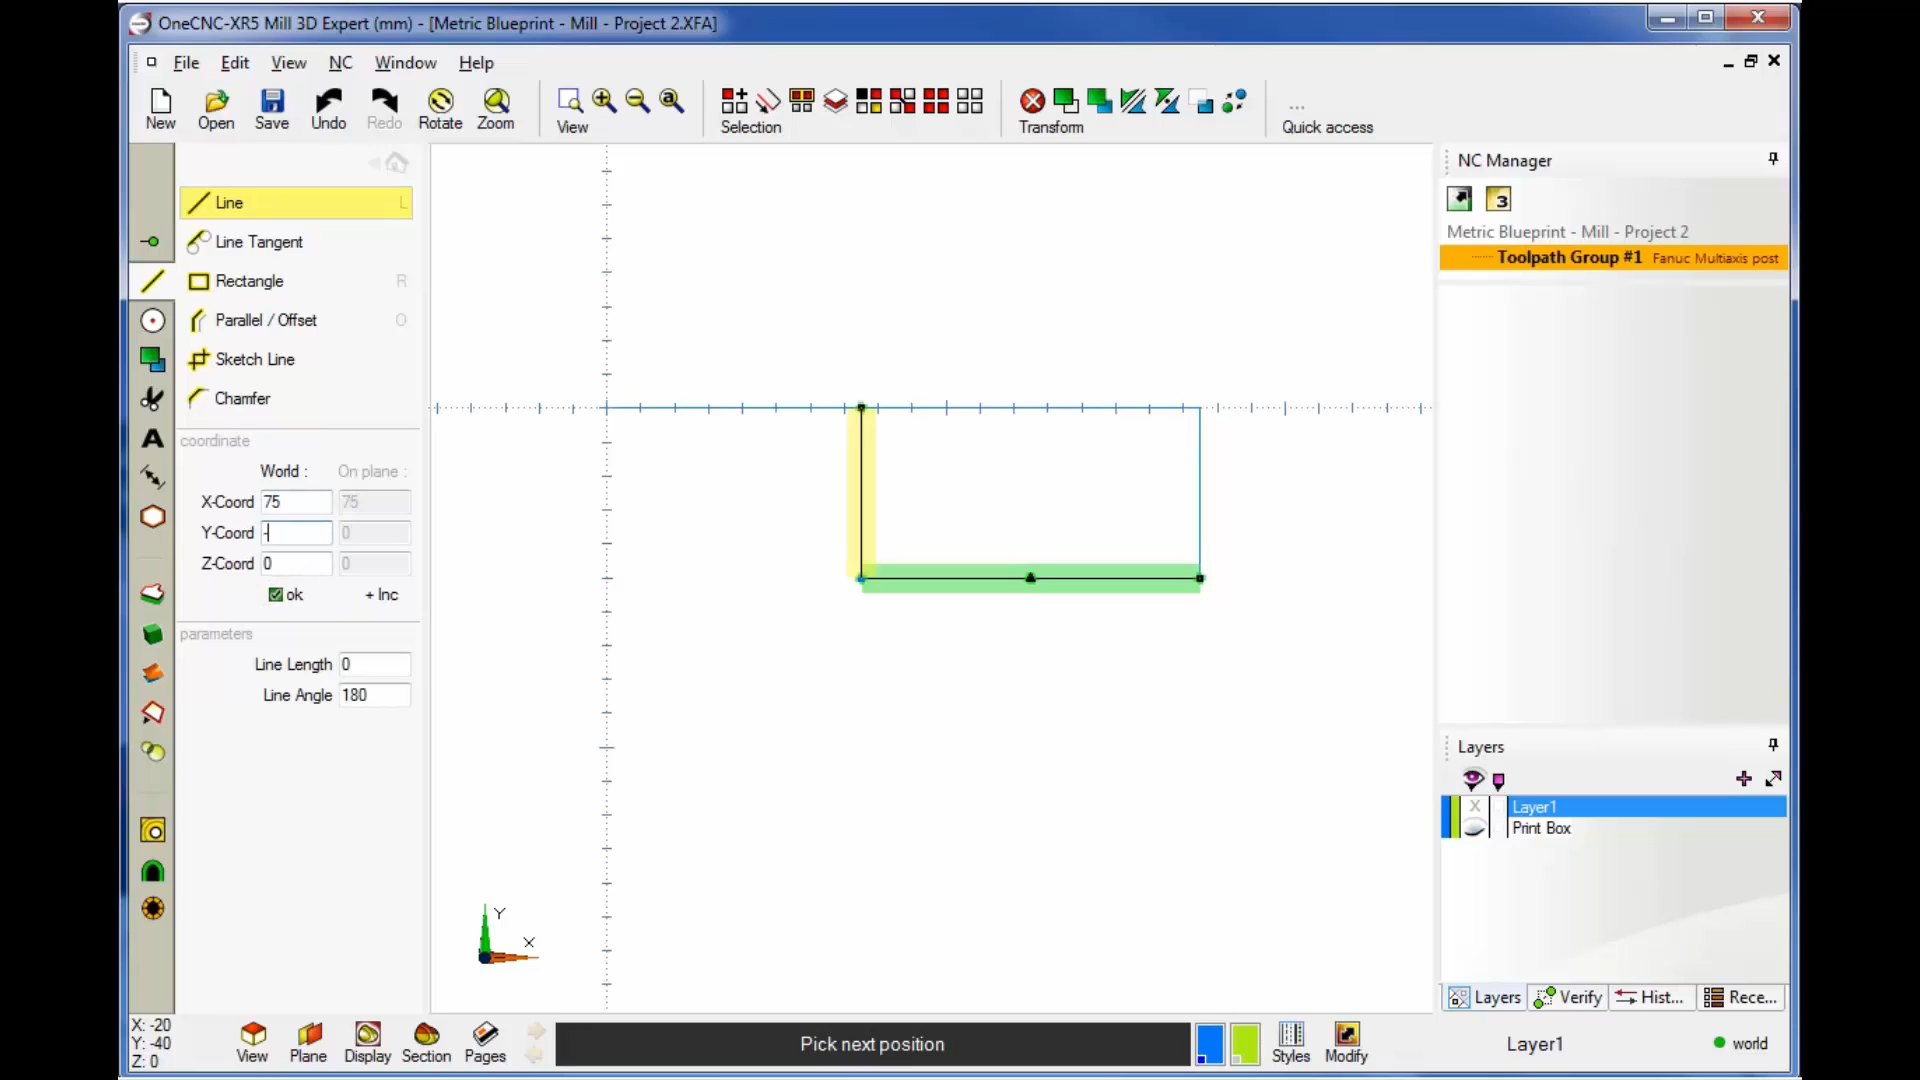 OneCNC-XR5 Mill 3D Expert (mm) - [Metric Blueprint - Mill - Project 2.XFA]
File Edit View NC Window Help
New Open Save Undo Redo Rotate Zoom View Selection Transform ... Quick access
Line L
Line Tangent
Rectangle R
Parallel / Offset O
Sketch Line
Chamfer
coordinate
World : On plane :
X-Coord 75 75
Y-Coord - 0
Z-Coord 0 0
ok + Inc
parameters
Line Length 0
Line Angle 180
Y
X
NC Manager
3
Metric Blueprint - Mill - Project 2
Toolpath Group #1 Fanuc Multiaxis post
Layers
X Layer1
Print Box
Layers Verify Hist... Rece...
X: -20
Y: -40
Z: 0
View Plane Display Section Pages
Pick next position
Styles Modify
Layer1
world